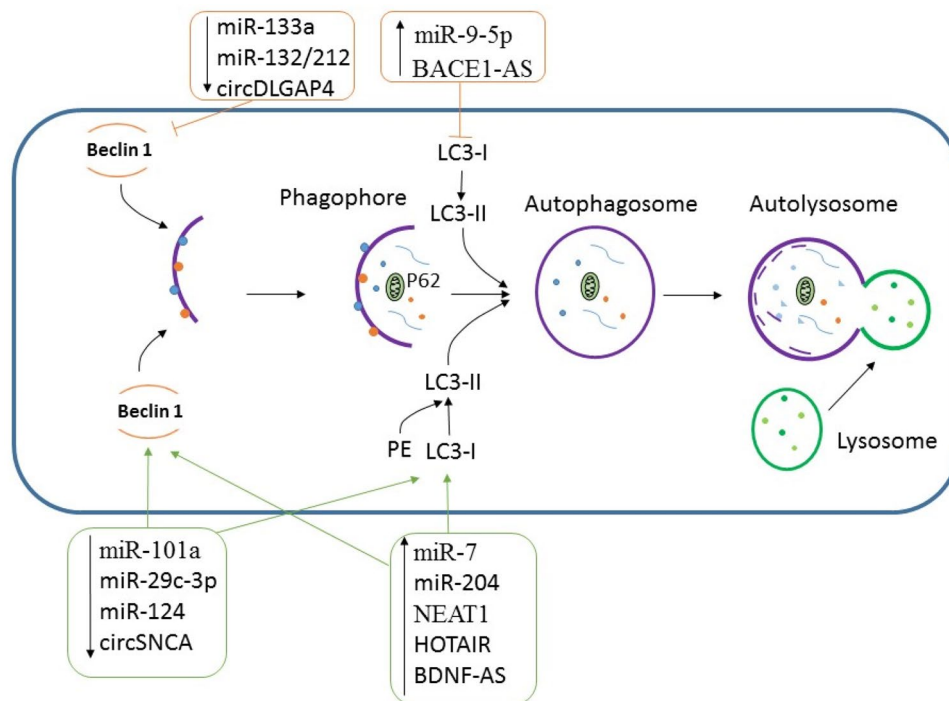 miR-133a
miR-132/212
circDLGAP4
miR-9-5p
BACE1-AS
Beclin 1
LC3-I
Phagophore
LC3-II
Autophagosome
Autolysosome
P62
LC3-II
Beclin 1
PE
LC3-I
Lysosome
miR-101a
miR-29c-3p
miR-124
circSNCA
miR-7
miR-204
NEAT1
HOTAIR
BDNF-AS